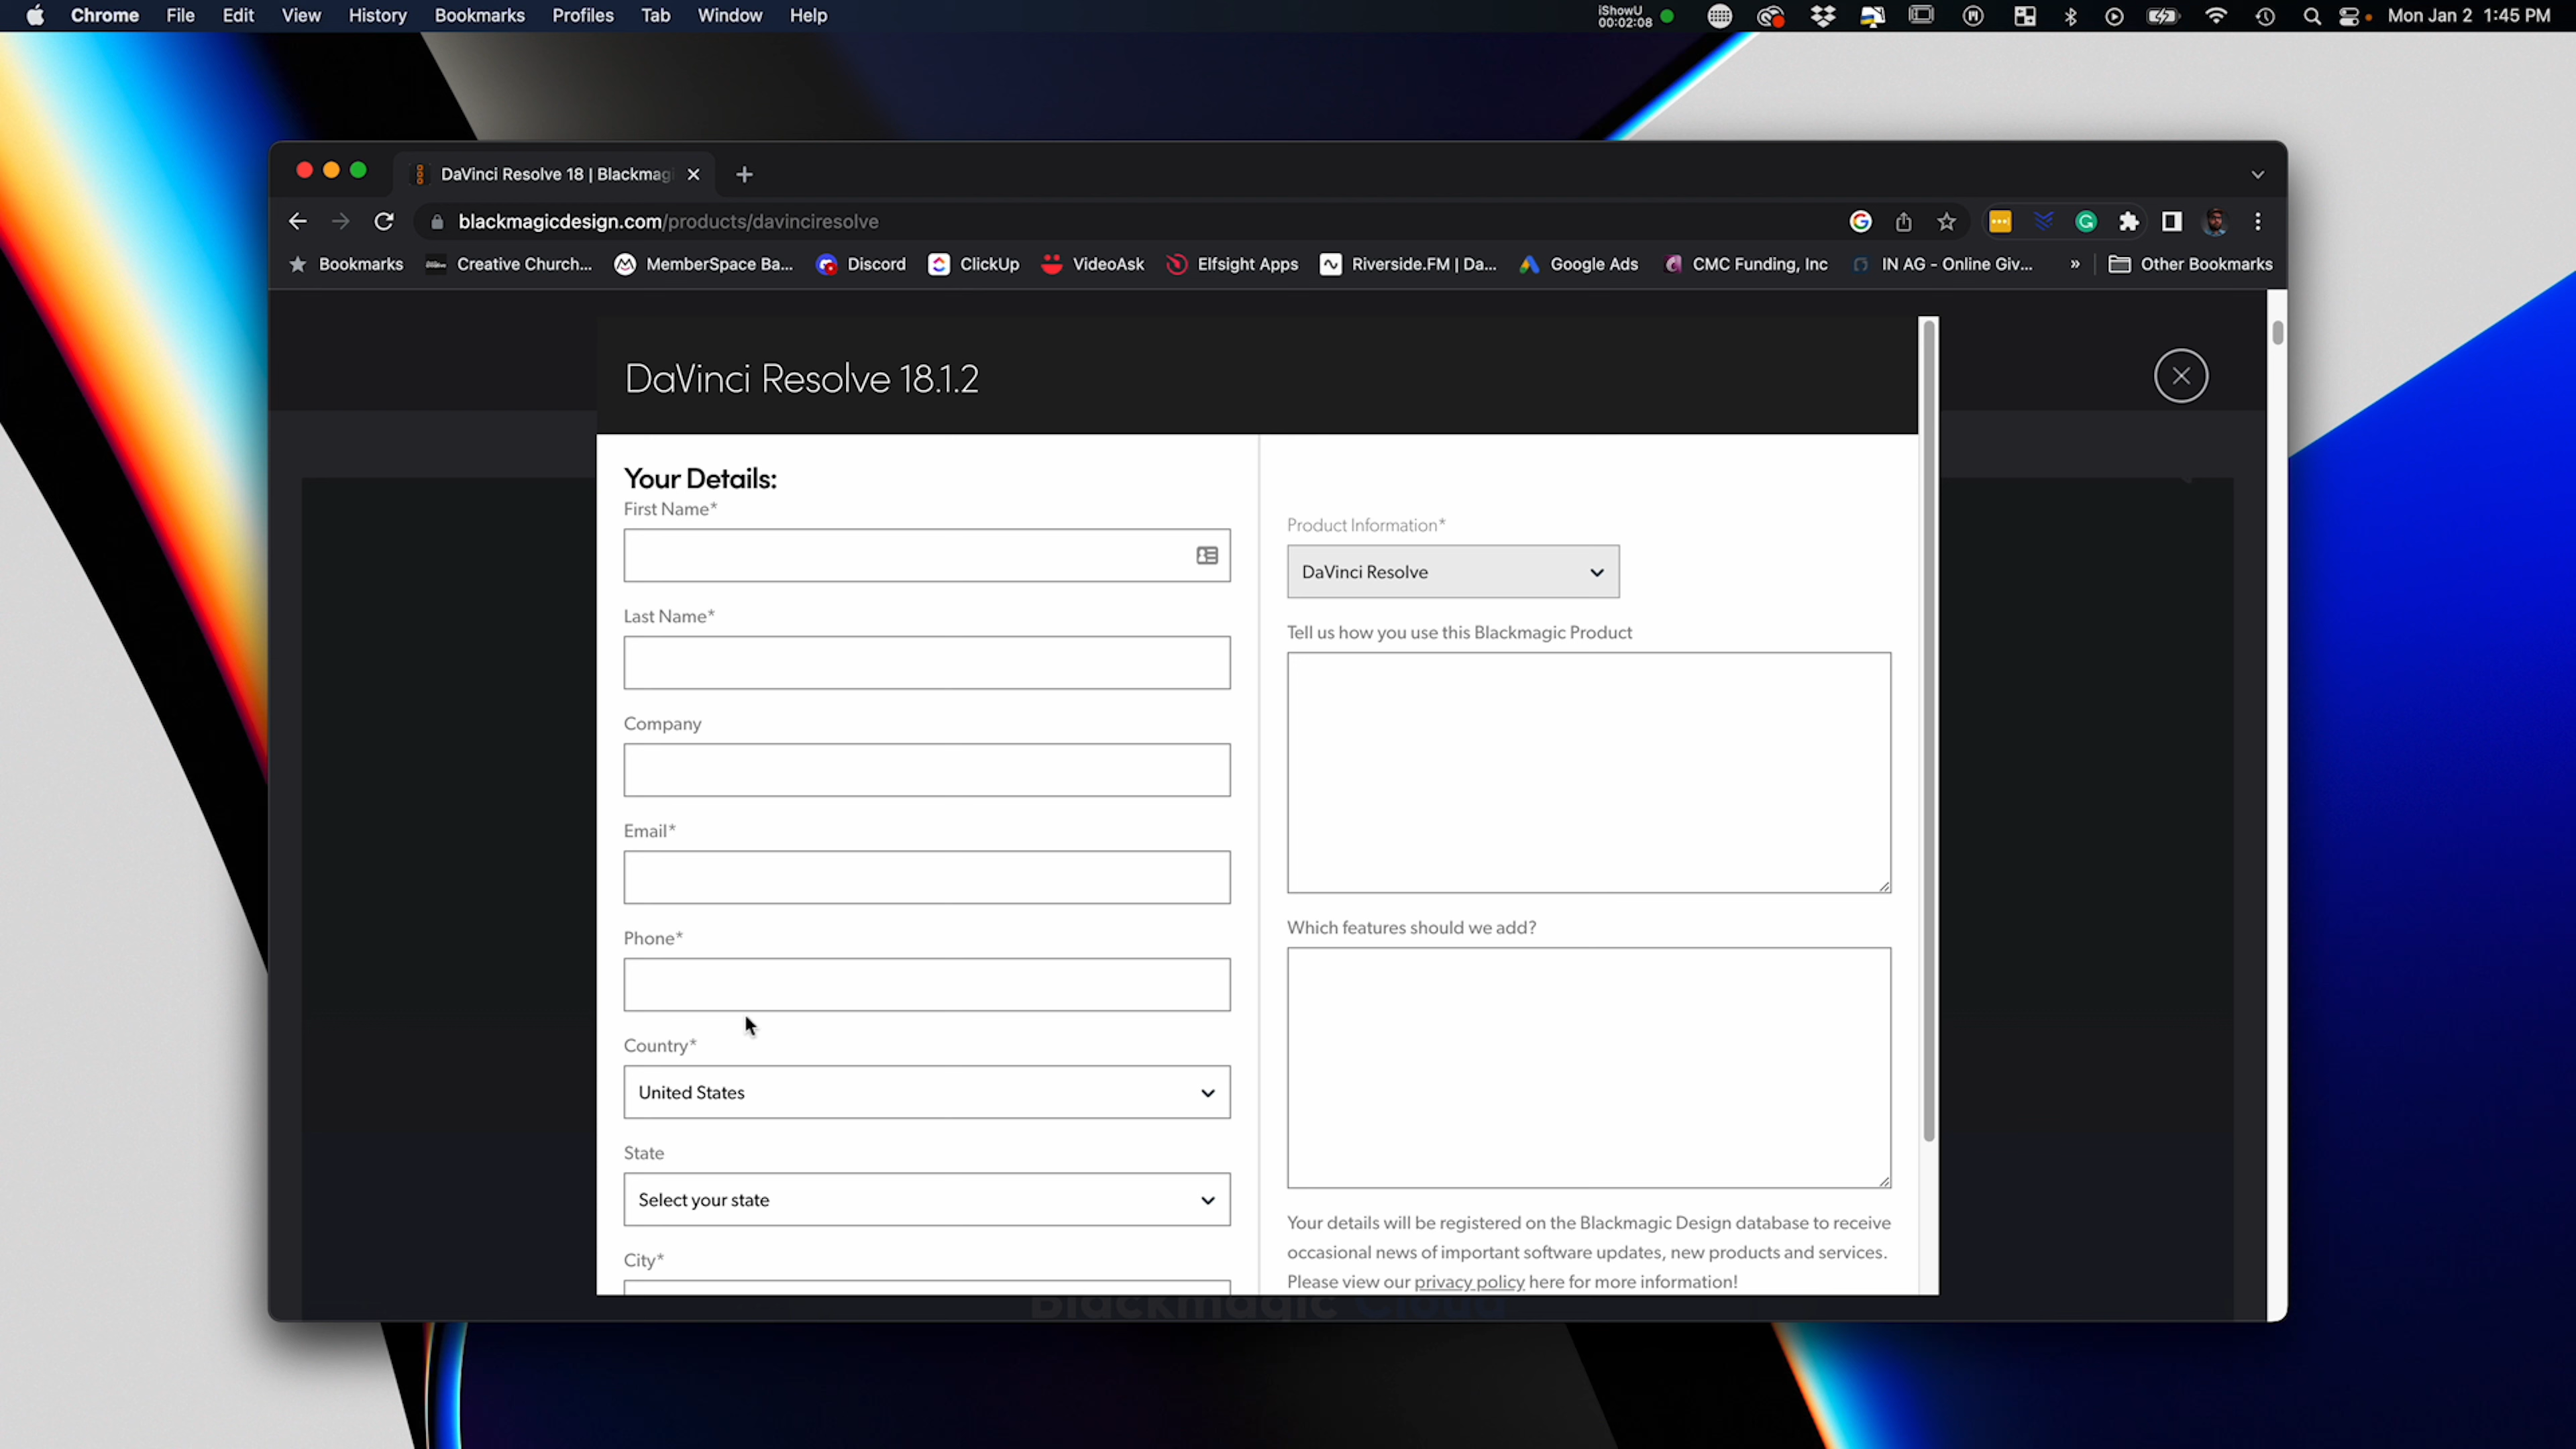 Chrome File Edit View History Bookmarks Profiles Tab Window Help iShowU 00:02:08 Mon Jan 2 1:45 PM
DaVinci Resolve 18 | Blackmagi
blackmagicdesign.com/products/davinciresolve
Bookmarks Creative Church... MemberSpace Ba... Discord ClickUp VideoAsk Elfsight Apps Riverside.FM | Da... Google Ads CMC Funding, Inc IN AG - Online Giv... » Other Bookmarks
DaVinci Resolve 18.1.2
Your Details:
First Name*
Last Name*
Company
Email*
Phone*
Country*
United States
State
Select your state
City*
Product Information*
DaVinci Resolve
Tell us how you use this Blackmagic Product
Which features should we add?
Your details will be registered on the Blackmagic Design database to receive
occasional news of important software updates, new products and services.
Please view our privacy policy here for more information!
Blackmagic Cloud